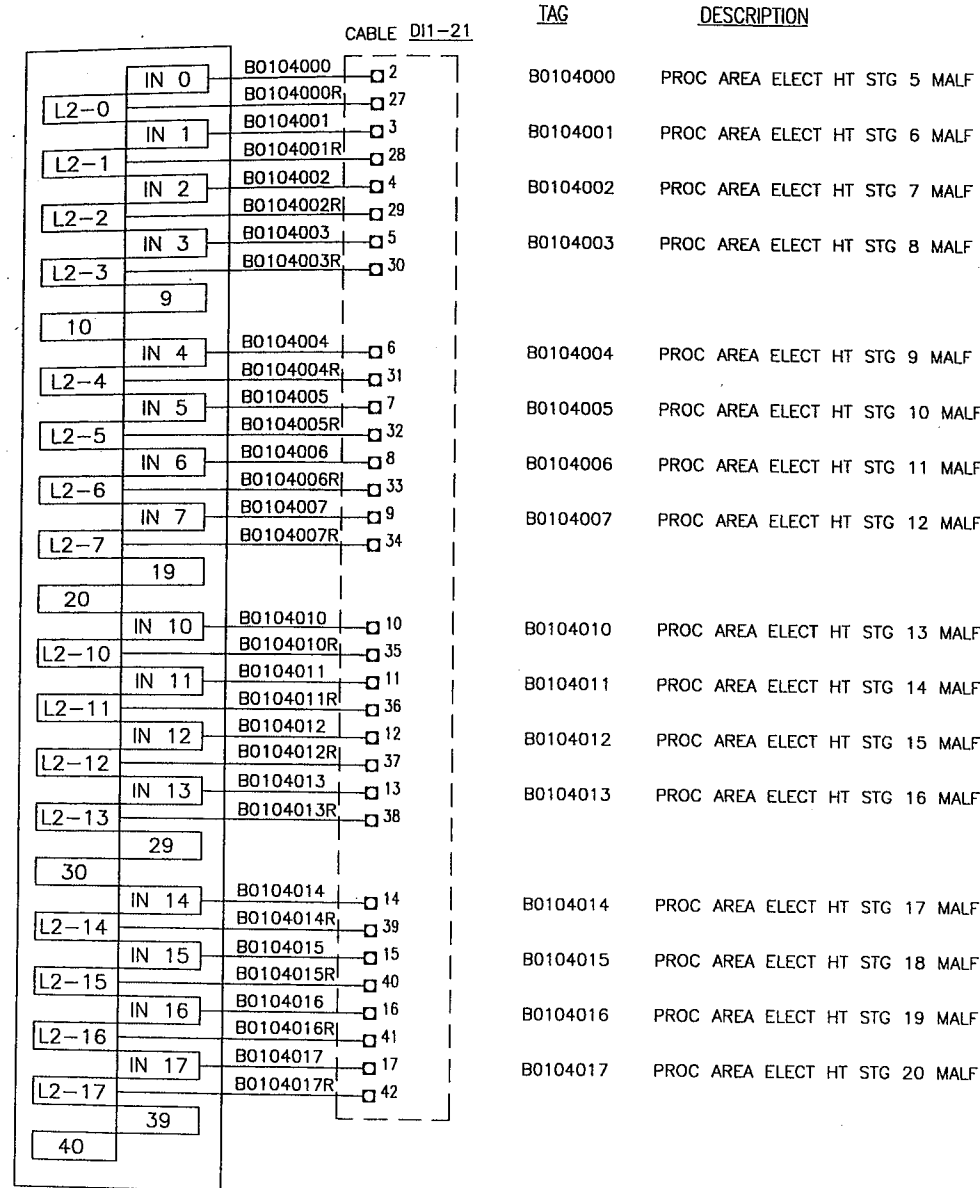 TAG DESCRIPTION
CABLE DI1-21
IN 0 B0104000 2 B0104000 PROC AREA ELECT HT STG 5 MALF
L2-0 B0104000R 27
IN 1 B0104001 3 B0104001 PROC AREA ELECT HT STG 6 MALF
L2-1 B0104001R 28
IN 2 B0104002 4 B0104002 PROC AREA ELECT HT STG 7 MALF
L2-2 B0104002R 29
IN 3 B0104003 5 B0104003 PROC AREA ELECT HT STG 8 MALF
L2-3 B0104003R 30
9
10
IN 4 B0104004 6 B0104004 PROC AREA ELECT HT STG 9 MALF
L2-4 B0104004R 31
IN 5 B0104005 7 B0104005 PROC AREA ELECT HT STG 10 MALF
L2-5 B0104005R 32
IN 6 B0104006 8 B0104006 PROC AREA ELECT HT STG 11 MALF
L2-6 B0104006R 33
IN 7 B0104007 9 B0104007 PROC AREA ELECT HT STG 12 MALF
L2-7 B0104007R 34
19
20
IN 10 B0104010 10 B0104010 PROC AREA ELECT HT STG 13 MALF
L2-10 B0104010R 35
IN 11 B0104011 11 B0104011 PROC AREA ELECT HT STG 14 MALF
L2-11 B0104011R 36
IN 12 B0104012 12 B0104012 PROC AREA ELECT HT STG 15 MALF
L2-12 B0104012R 37
IN 13 B0104013 13 B0104013 PROC AREA ELECT HT STG 16 MALF
L2-13 B0104013R 38
29
30
IN 14 B0104014 14 B0104014 PROC AREA ELECT HT STG 17 MALF
L2-14 B0104014R 39
IN 15 B0104015 15 B0104015 PROC AREA ELECT HT STG 18 MALF
L2-15 B0104015R 40
IN 16 B0104016 16 B0104016 PROC AREA ELECT HT STG 19 MALF
L2-16 B0104016R 41
IN 17 B0104017 17 B0104017 PROC AREA ELECT HT STG 20 MALF
L2-17 B0104017R 42
39
40